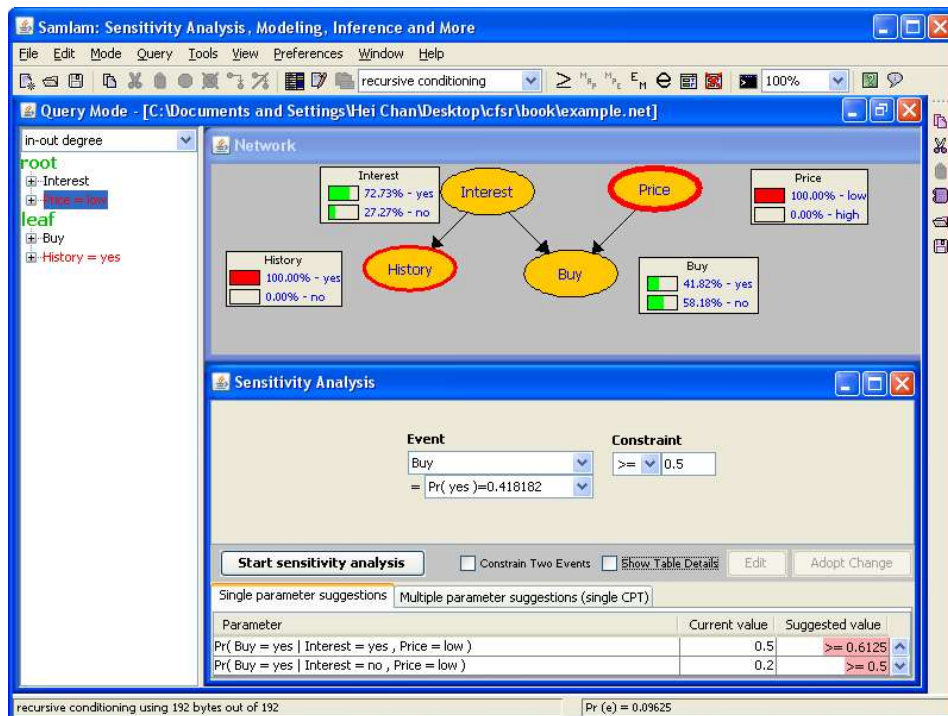 Samlam: Sensitivity Analysis, Modeling, Inference and More
File Edit Mode Query Tools View Preferences Window Help
recursive conditioning 100%
Query Mode - [C:\Documents and Settings\Hei Chan\Desktop\cfsr\book\example.net]
in-out degree
root
Interest
Price = low
leaf
Buy
History = yes
Network
Interest
72.73% - yes
27.27% - no
Interest
Price
Price
100.00% - low
0.00% - high
History
100.00% - yes
0.00% - no
History
Buy
Buy
41.82% - yes
58.18% - no
Sensitivity Analysis
Event Constraint
Buy >= 0.5
= Pr( yes )=0.418182
Start sensitivity analysis Constrain Two Events Show Table Details Edit Adopt Change
Single parameter suggestions Multiple parameter suggestions (single CPT)
Parameter Current value Suggested value
Pr( Buy = yes | Interest = yes , Price = low ) 0.5 >= 0.6125
Pr( Buy = yes | Interest = no , Price = low ) 0.2 >= 0.5
recursive conditioning using 192 bytes out of 192 Pr (e) = 0.09625